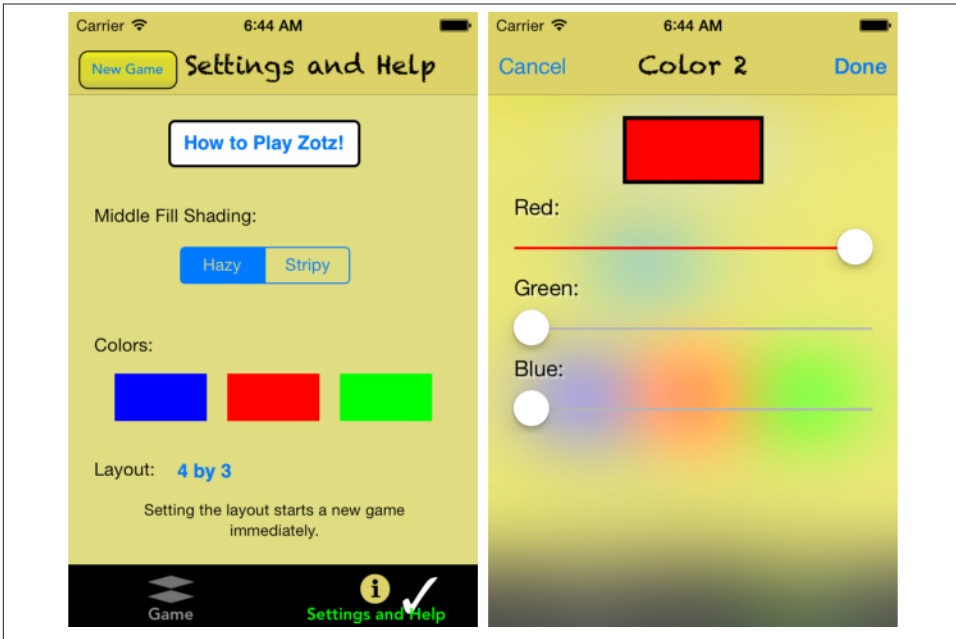 Carrier 6:44 AM
New Game Settings and Help
How to Play Zotz!
Middle Fill Shading:
Hazy Stripy
Colors:
Layout: 4 by 3
Setting the layout starts a new game
immediately.
Game Settings and Help
Carrier 6:44 AM
Cancel Color 2 Done
Red:
Green:
Blue: